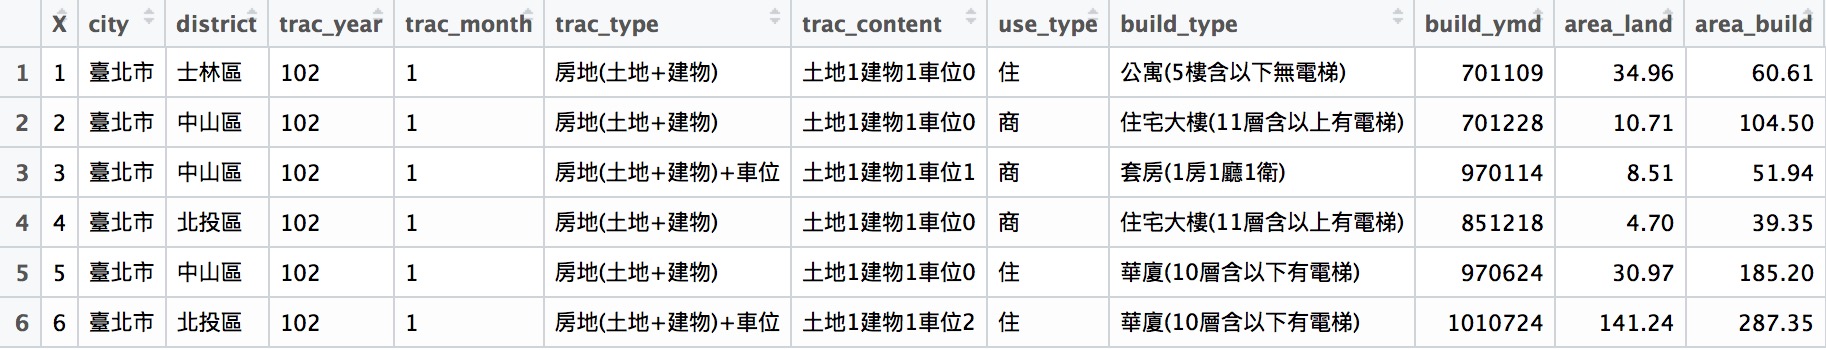 X city district trac_year trac_month trac_type trac_content use_type build_type build_ymd area_land area_build
1 1 臺北市 士林區 102 1 房地(土地+建物) 土地1建物1車位0 住 公寓(5樓含以下無電梯) 701109 34.96 60.61
2 2 臺北市 中山區 102 1 房地(土地+建物) 土地1建物1車位0 商 住宅大樓(11層含以上有電梯) 701228 10.71 104.50
3 3 臺北市 中山區 102 1 房地(土地+建物)+車位 土地1建物1車位1 商 套房(1房1廳1衛) 970114 8.51 51.94
4 4 臺北市 北投區 102 1 房地(土地+建物) 土地1建物1車位0 商 住宅大樓(11層含以上有電梯) 851218 4.70 39.35
5 5 臺北市 中山區 102 1 房地(土地+建物) 土地1建物1車位0 住 華廈(10層含以下有電梯) 970624 30.97 185.20
6 6 臺北市 北投區 102 1 房地(土地+建物)+車位 土地1建物1車位2 住 華廈(10層含以下有電梯) 1010724 141.24 287.35